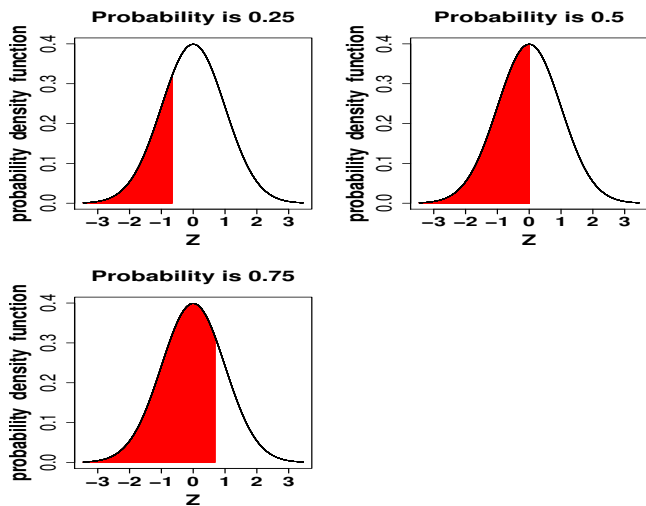 Probability is 0.25
probability density function
0.4
0.3
0.2
0.1
0.0
−3 −2 −1 0 1 2 3
Z
Probability is 0.5
probability density function
0.4
0.3
0.2
0.1
0.0
−3 −2 −1 0 1 2 3
Z
Probability is 0.75
probability density function
0.4
0.3
0.2
0.1
0.0
−3 −2 −1 0 1 2 3
Z